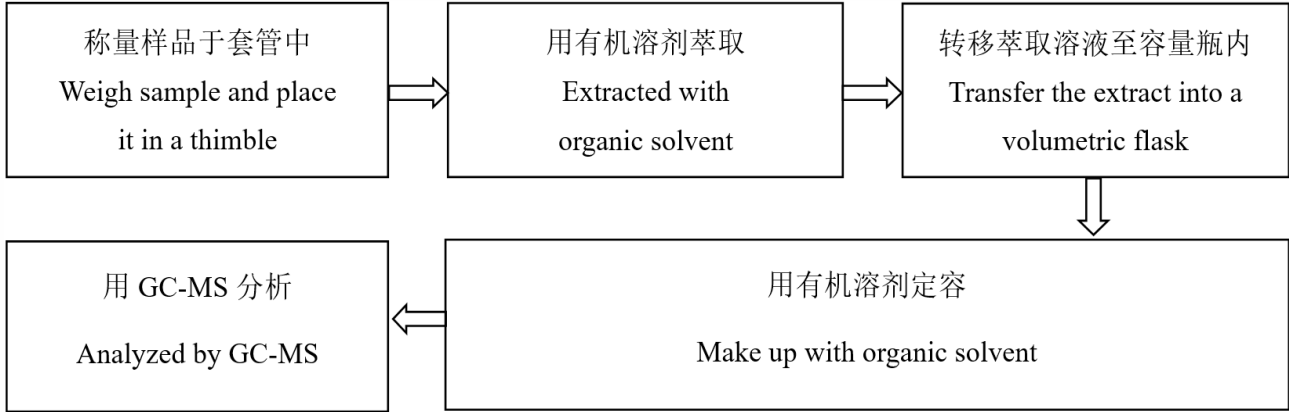 称量样品于套管中
Weigh sample and place
it in a thimble
用有机溶剂萃取
Extracted with
organic solvent
转移萃取溶液至容量瓶内
Transfer the extract into a
volumetric flask
用有机溶剂定容
Make up with organic solvent
用 GC-MS 分析
Analyzed by GC-MS